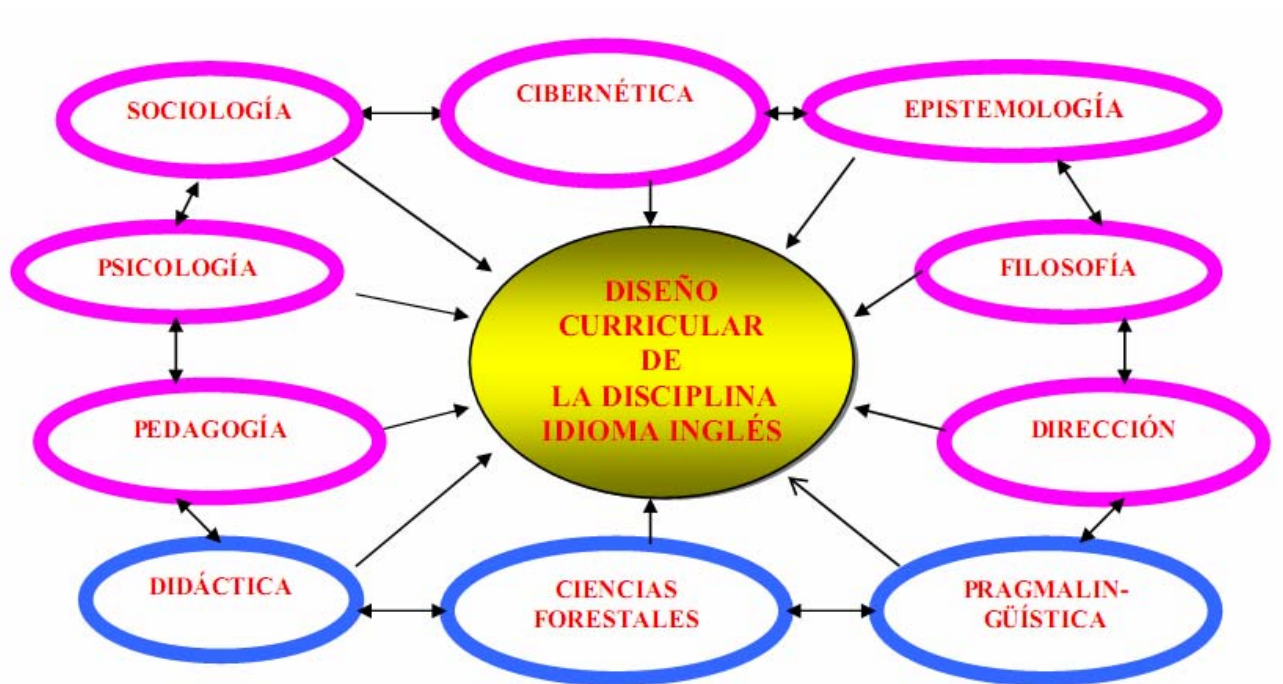 SOCIOLOGÍA
CIBERNÉTICA
EPISTEMOLOGÍA
PSICOLOGÍA
FILOSOFÍA
DISEÑO
CURRICULAR
DE
LA DISCIPLINA
IDIOMA INGLÉS
PEDAGOGÍA
DIRECCIÓN
DIDÁCTICA
CIENCIAS
FORESTALES
PRAGMALIN-
GÜÍSTICA